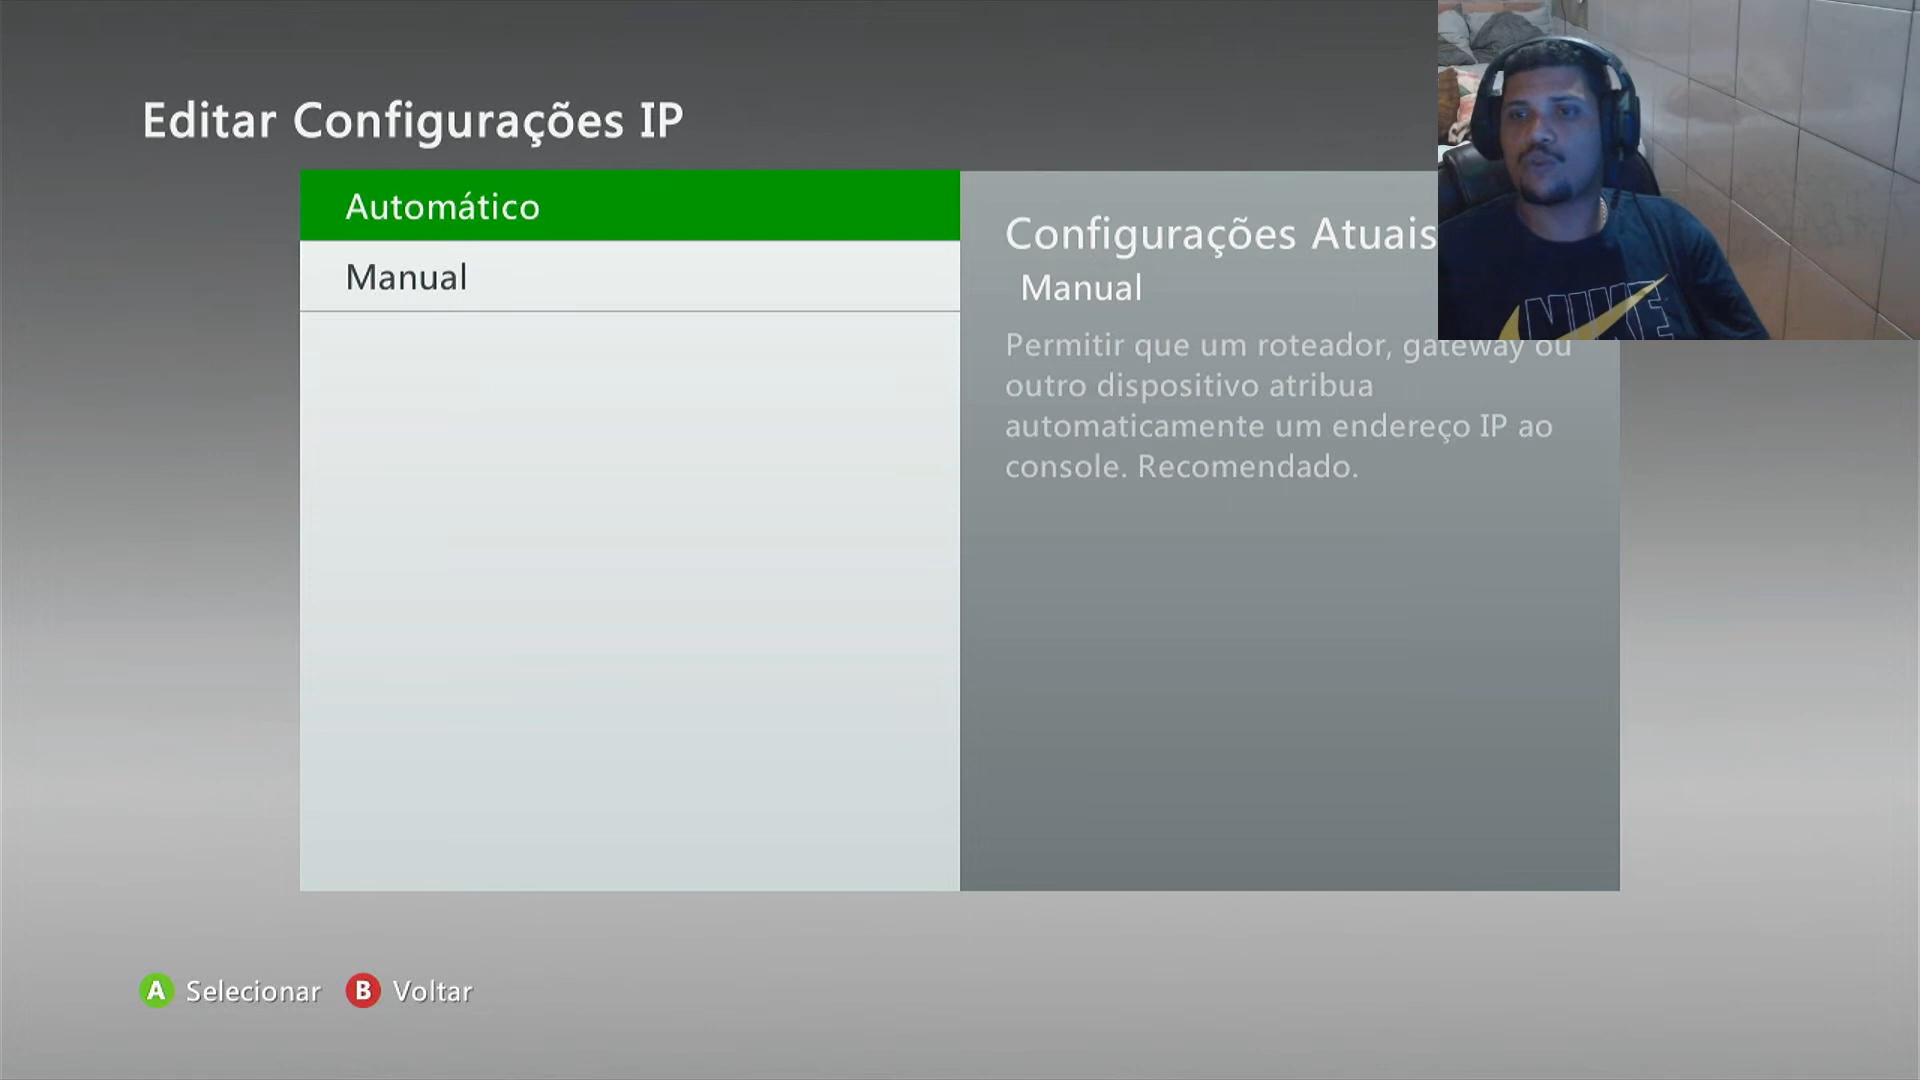 Editar Configurações IP
Automático
Manual
Configurações Atuais
Manual
Permitir que um roteador, gateway ou
outro dispositivo atribua
automaticamente um endereço IP ao
console. Recomendado.
NIKE
A Selecionar B Voltar